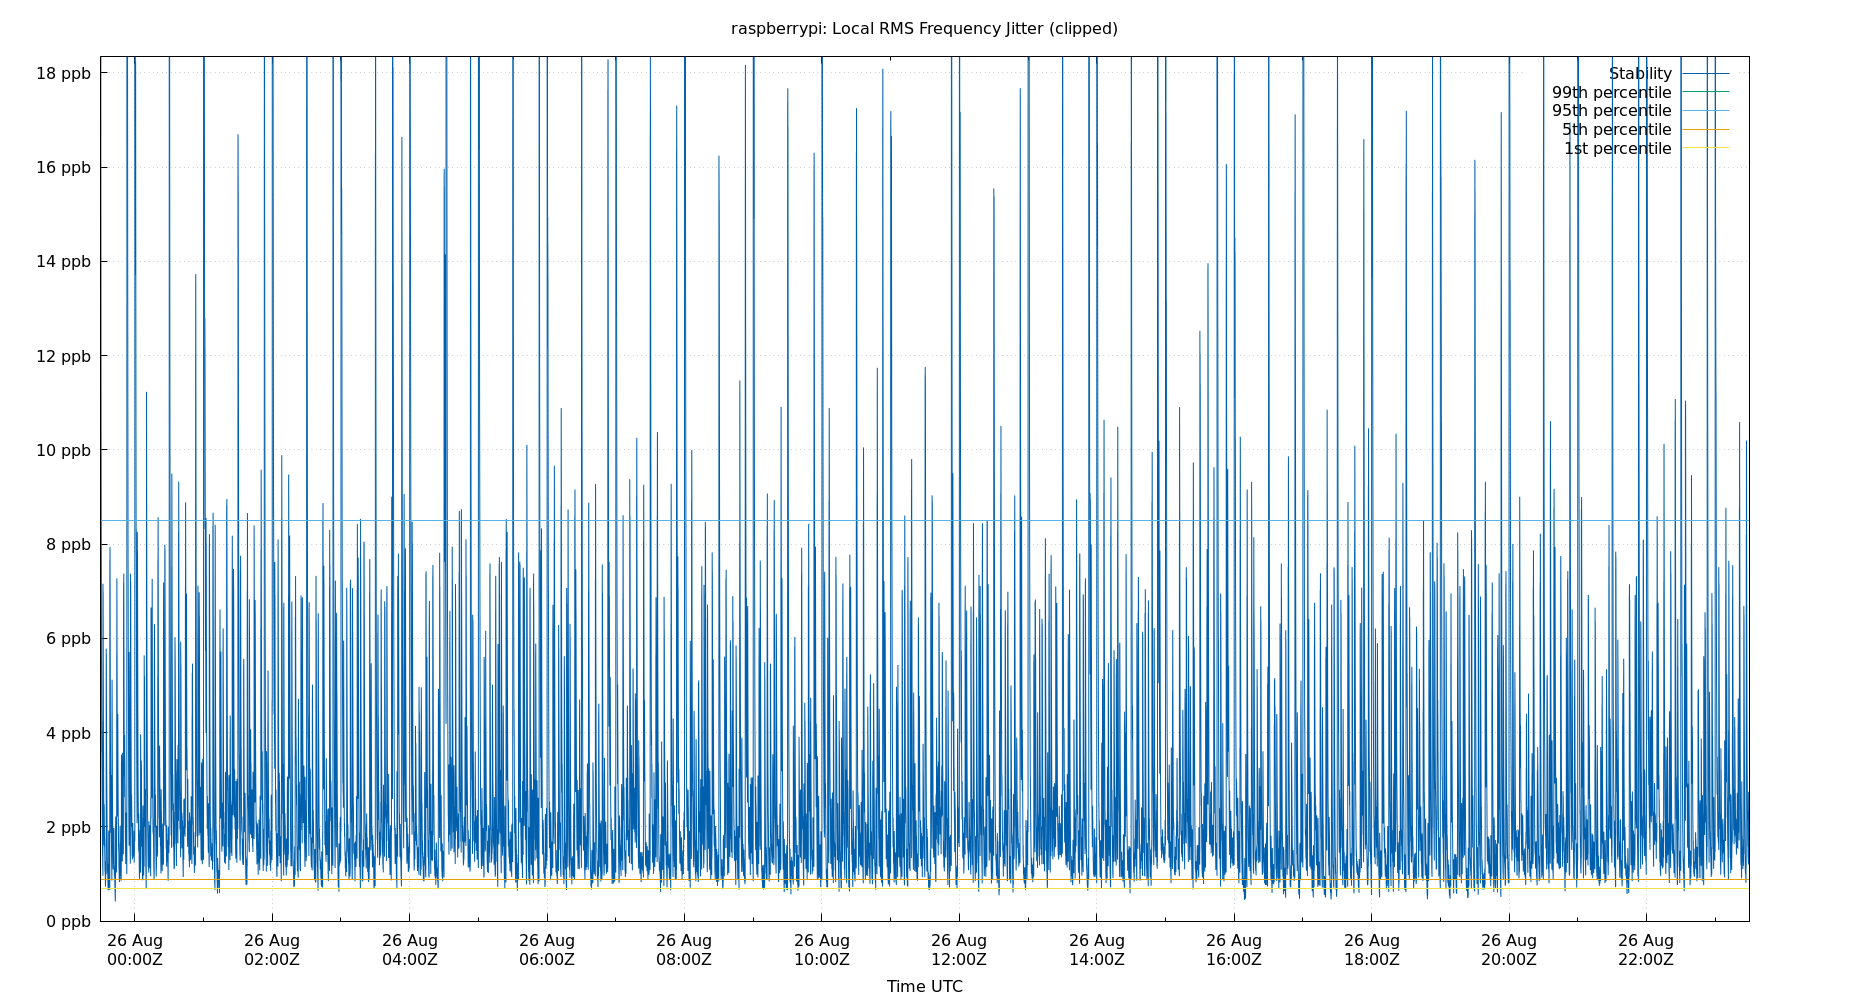 raspberrypi: Local RMS Frequency Jitter (clipped)
18 ppb
16 ppb
14 ppb
12 ppb
10 ppb
8 ppb
6 ppb
4 ppb
2 ppb
0 ppb
Stability
99th percentile
95th percentile
5th percentile
1st percentile
26 Aug 26 Aug 26 Aug 26 Aug 26 Aug 26 Aug 26 Aug 26 Aug 26 Aug 26 Aug 26 Aug 26 Aug
00:00Z 02:00Z 04:00Z 06:00Z 08:00Z 10:00Z 12:00Z 14:00Z 16:00Z 18:00Z 20:00Z 22:00Z
Time UTC